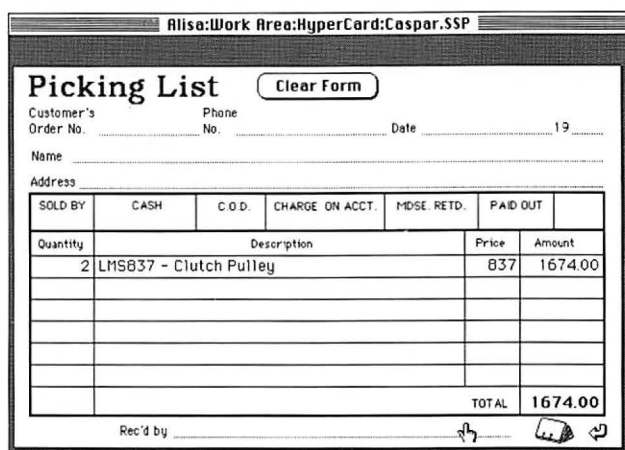 Alisa:Work Area:HyperCard:Caspar.SSP
Picking List Clear Form
Customer's Phone
Order No. No. Date 19
Name
Address
SOLD BY CASH C.O.D. CHARGE ON ACCT. MDSE. RETD. PAID OUT
Quantity Description Price Amount
2 LMS837 - Clutch Pulley 837 1674.00
TOTAL 1674.00
Rec'd by